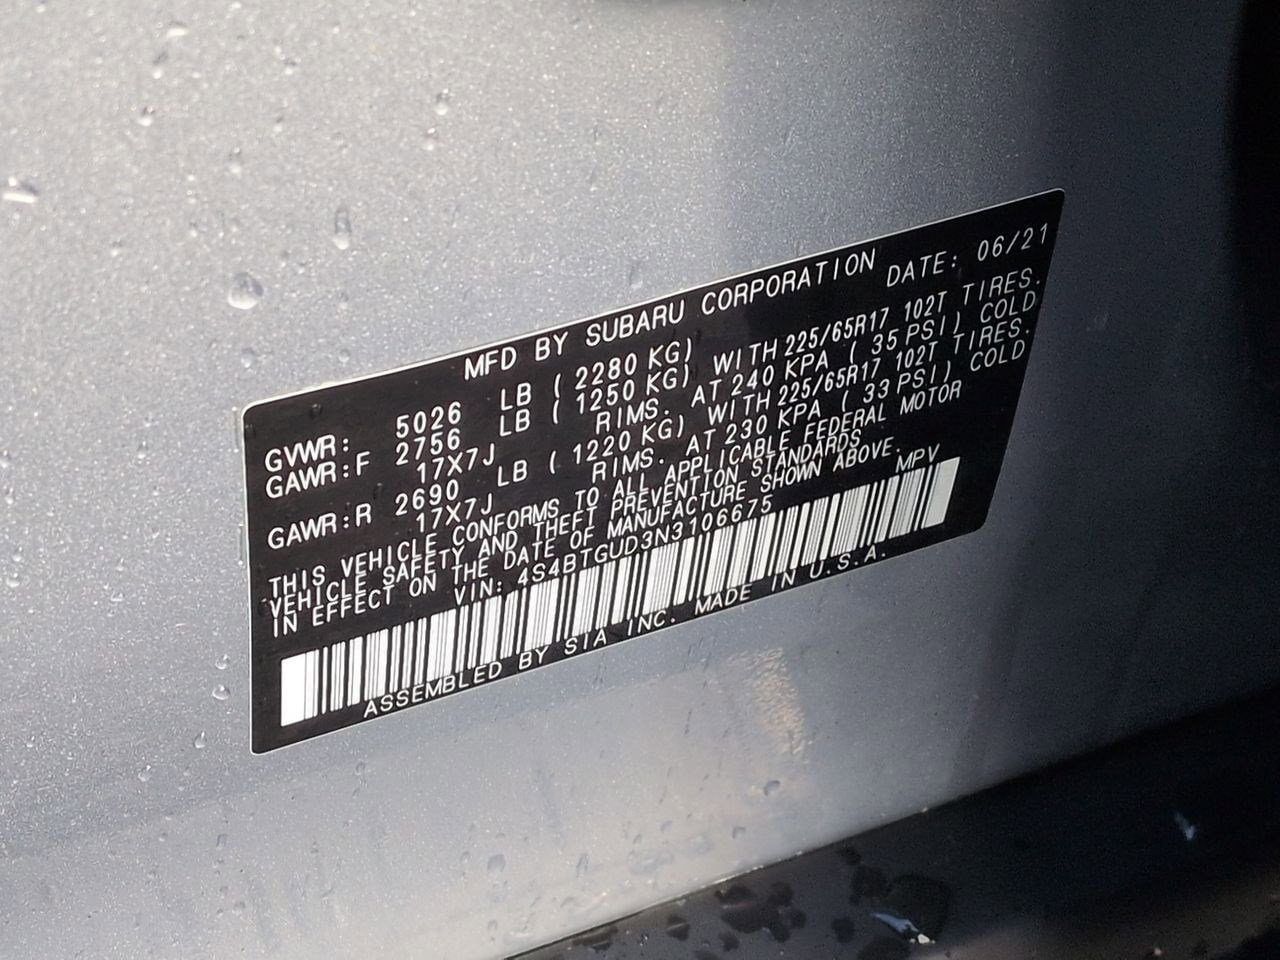 MFD BY SUBARU CORPORATION DATE: 06/21
GVWR: 5026 LB ( 2280 KG)
GAWR:F 2756 LB ( 1250 KG) WITH 225/65R17 102T TIRES.
17X7J RIMS. AT 240 KPA ( 35 PSI) COLD
GAWR:R 2690 LB ( 1220 KG) WITH 225/65R17 102T TIRES.
17X7J RIMS. AT 230 KPA ( 33 PSI) COLD
THIS VEHICLE CONFORMS TO ALL APPLICABLE FEDERAL MOTOR
VEHICLE SAFETY AND THEFT PREVENTION STANDARDS
IN EFFECT ON THE DATE OF MANUFACTURE SHOWN ABOVE.
VIN: 4S4BTGUD3N3106675 MPV
ASSEMBLED BY SIA INC. MADE IN U.S.A.